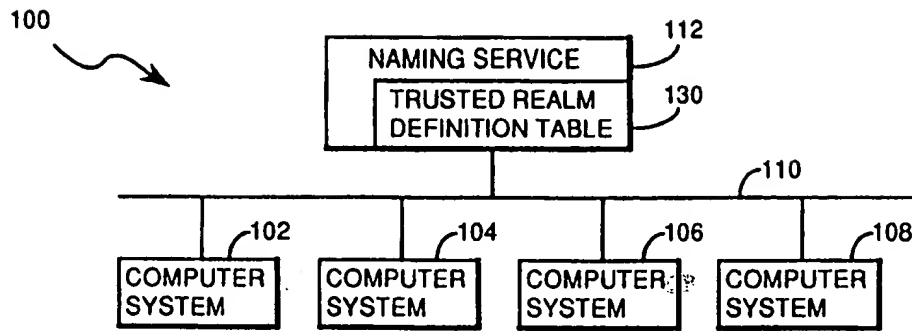 100
112
NAMING SERVICE
TRUSTED REALM
DEFINITION TABLE
130
110
102
104
106
108
COMPUTER
SYSTEM
COMPUTER
SYSTEM
COMPUTER
SYSTEM
COMPUTER
SYSTEM